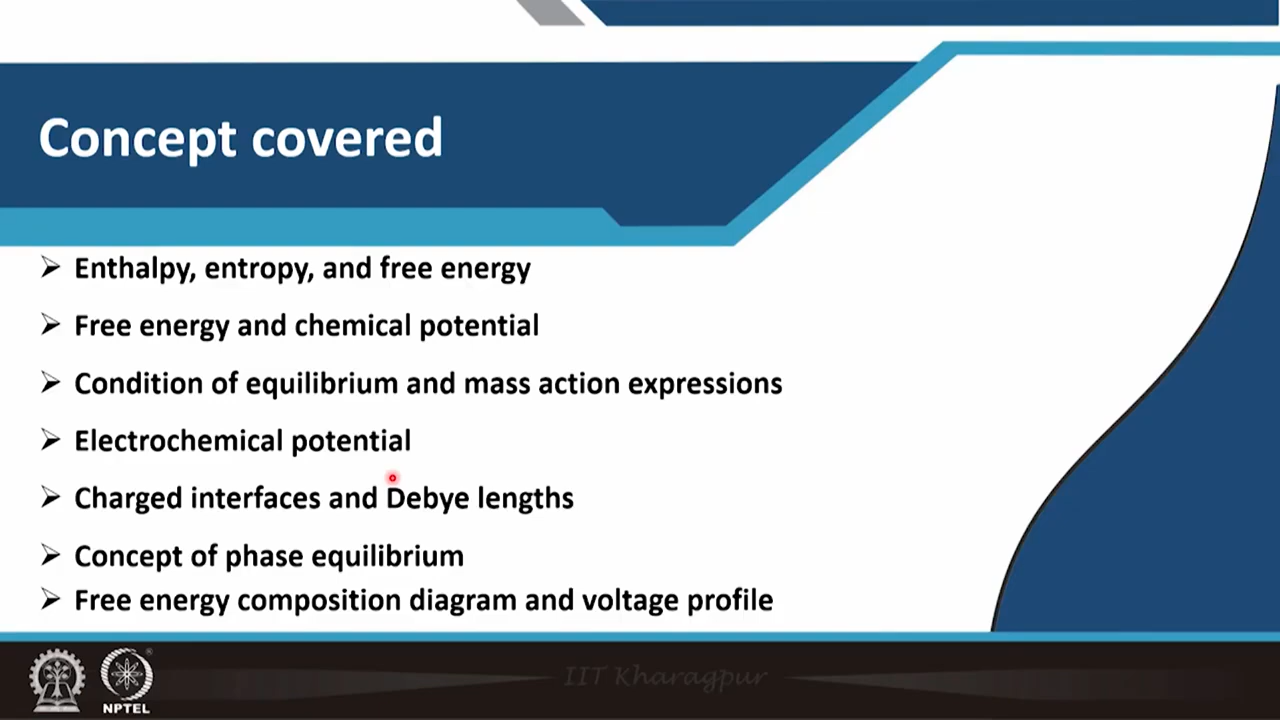 Concept covered
➢ Enthalpy, entropy, and free energy
➢ Free energy and chemical potential
➢ Condition of equilibrium and mass action expressions
➢ Electrochemical potential
➢ Charged interfaces and Debye lengths
➢ Concept of phase equilibrium
➢ Free energy composition diagram and voltage profile
IIT Kharagpur
NPTEL